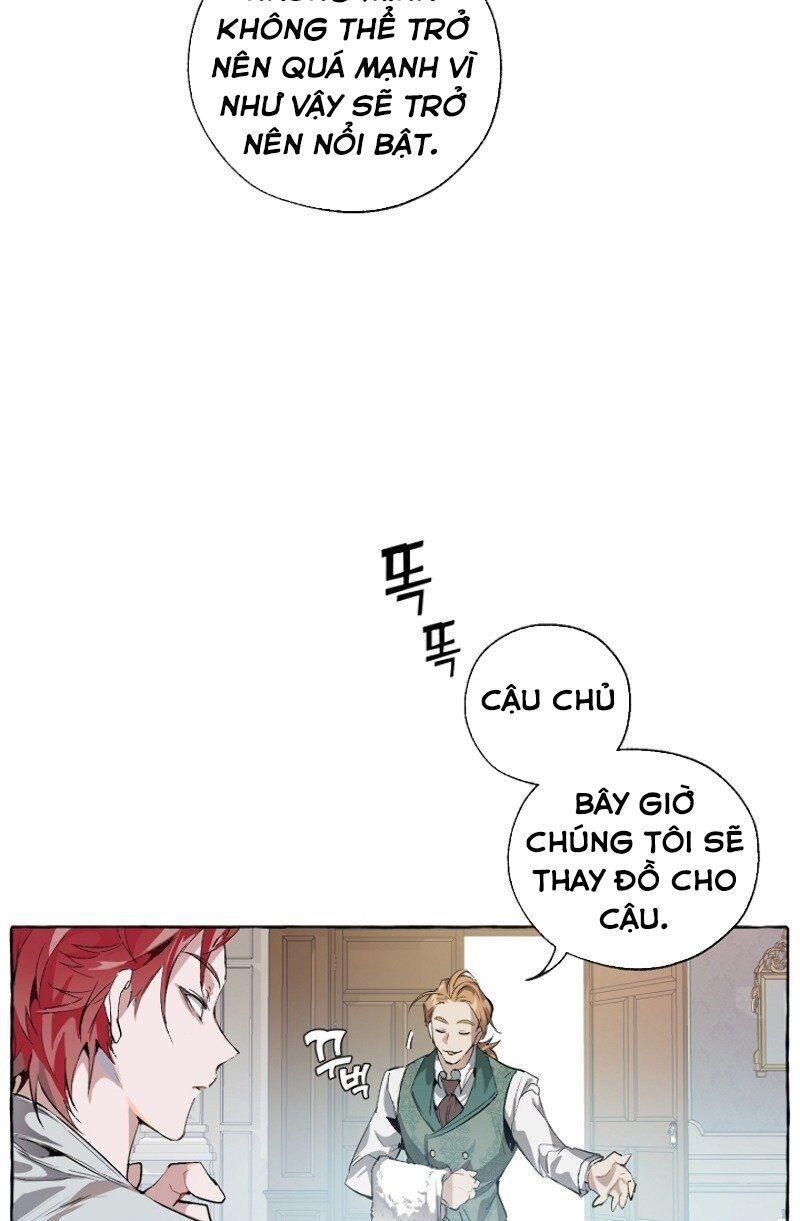 KHÔNG THỂ TRỞ
NÊN QUÁ MẠNH VÌ
NHƯ VẬY SẼ TRỞ
NÊN NỔI BẬT.
똑
똑
CẬU CHỦ
BÂY GIỜ
CHÚNG TÔI SẼ
THAY ĐỒ CHO
CẬU.
꾸벅